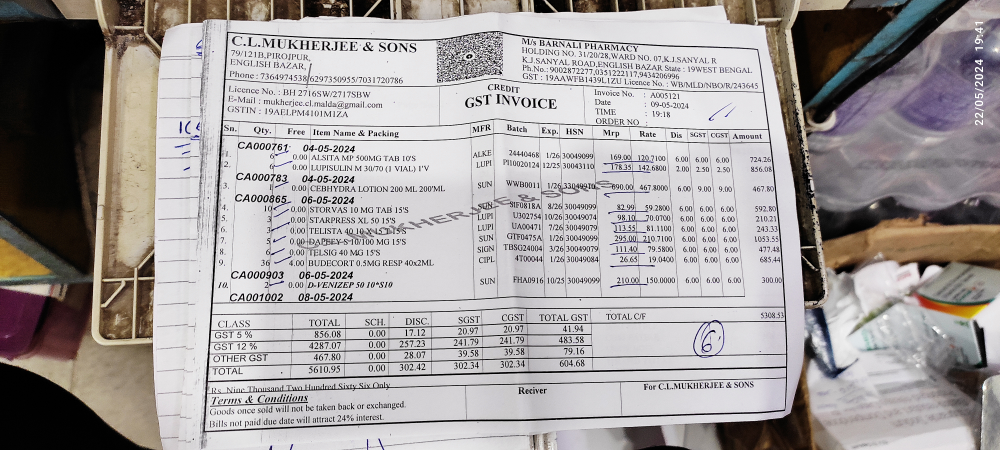 C.L.MUKHERJEE & SONS
79/121B,PIROJPUR,
ENGLISH BAZAR,
Phone : 7364974538/6297350955/7031720786
M/s BARNALI PHARMACY
HOLDING NO. 31/20/28,WARD NO. 07,K.J.SANYAL R
K.J.SANYAL ROAD,ENGLISH BAZAR State : 19WEST BENGAL
Ph.No.: 9002872277,0351222117,9434206996
GST : 19AAWFB1439L1ZU Licence No. : WB/MLD/NBO/R/243645
Licence No. : BH 2716SW/2717SBW
E-Mail : mukherjee.cl.malda@gmail.com
GSTIN : 19AELPM4101M1ZA
CREDIT
GST INVOICE
Invoice No. : A005121
Date : 09-05-2024
TIME : 19:18
ORDER NO :
Sn. Qty. Free Item Name & Packing MFR Batch Exp. HSN Mrp Rate Dis SGST CGST Amount
CA000761 04-05-2024
1. 6 0.00 ALSITA MP 500MG TAB 10'S ALKE 24440468 1/26 30049099 169.00 120.7100 6.00 6.00 6.00 724.26
2. 6 0.00 LUPISULIN M 30/70 (1 VIAL) 1'V LUPI PI10020124 12/25 30043110 178.35 142.6800 2.00 2.50 2.50 856.08
CA000783 04-05-2024
3. 1 0.00 CEBHYDRA LOTION 200 ML 200'ML SUN WWB0011 1/26 33049910 690.00 467.8000 6.00 9.00 9.00 467.80
CA000865 06-05-2024
4. 10 0.00 STORVAS 10 MG TAB 15'S SUN SIF0818A 8/26 30049099 82.99 59.2800 6.00 6.00 6.00 592.80
5. 3 0.00 STARPRESS XL 50 15'S LUPI U302754 10/26 30049074 98.10 70.0700 6.00 6.00 6.00 210.21
6. 3 0.00 TELISTA 40 LUPI UA00471 7/26 30049079 113.55 81.1100 6.00 6.00 6.00 243.33
7. 5 0.00 DAPEFY-S 10/100 MG 15'S SUN GTF0475A 1/26 30049099 295.00 210.7100 6.00 6.00 6.00 1053.55
8. 6 0.00 TELSIG 40 MG 15'S SIGN TBSG24004 3/26 30049079 111.40 79.5800 6.00 6.00 6.00 477.48
9. 36 4.00 BUDECORT 0.5MG RESP 40x2ML CIPL 4T00044 1/26 30049084 26.65 19.0400 6.00 6.00 6.00 685.44
CA000903 06-05-2024
10. 2 0.00 D-VENIZEP 50 10*S10 SUN FHA0916 10/25 30049099 210.00 150.0000 6.00 6.00 6.00 300.00
CA001002 08-05-2024
MUKHERJEE & SONS
CLASS TOTAL SCH. DISC. SGST CGST TOTAL GST TOTAL C/F 5308.53
GST 5 % 856.08 0.00 17.12 20.97 20.97 41.94
GST 12 % 4287.07 0.00 257.23 241.79 241.79 483.58
OTHER GST 467.80 0.00 28.07 39.58 39.58 79.16
TOTAL 5610.95 0.00 302.42 302.34 302.34 604.68
6
Rs. Nine Thousand Two Hundred Sixty Six Only
Terms & Conditions
Goods once sold will not be taken back or exchanged.
Bills not paid due date will attract 24% interest.
Reciver
For C.L.MUKHERJEE & SONS
22/05/2024 19:41